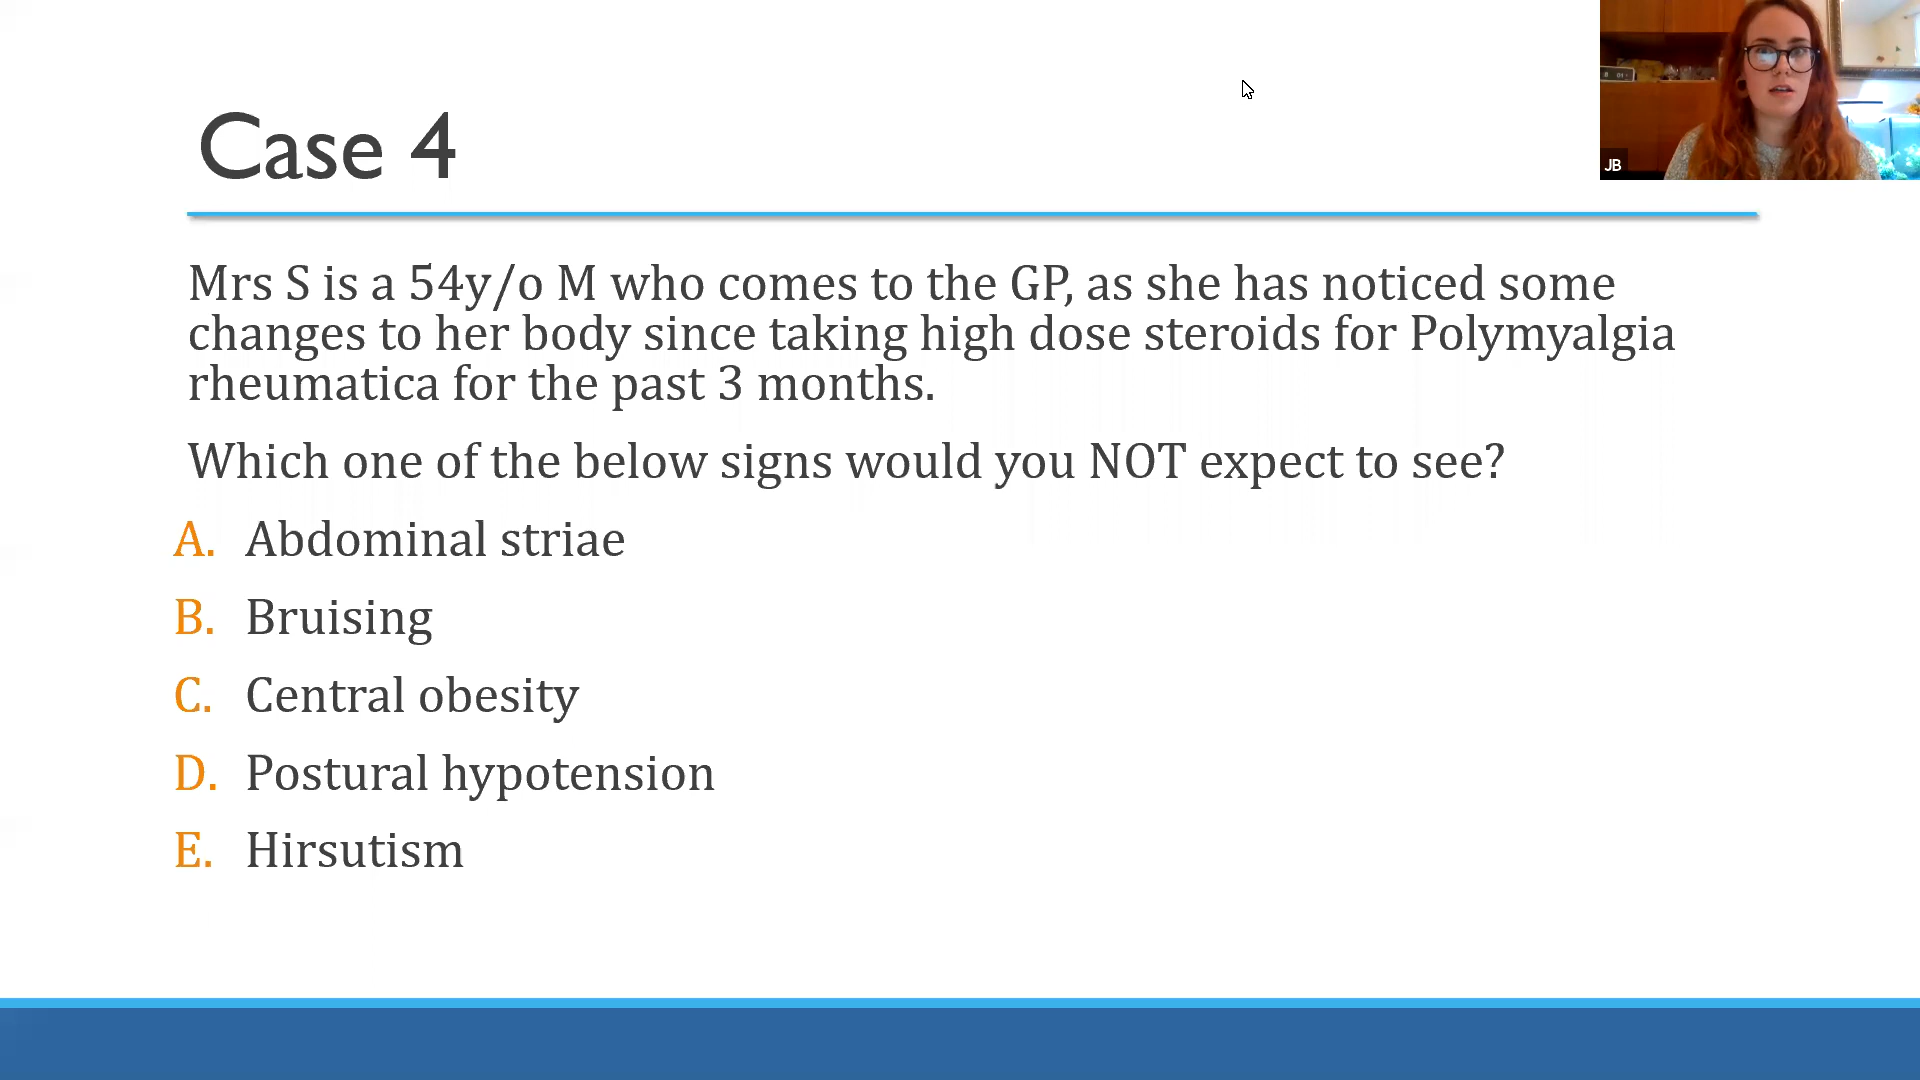 Case 4
JB
Mrs S is a 54y/o M who comes to the GP, as she has noticed some
changes to her body since taking high dose steroids for Polymyalgia
rheumatica for the past 3 months.
Which one of the below signs would you NOT expect to see?
A. Abdominal striae
B. Bruising
C. Central obesity
D. Postural hypotension
E. Hirsutism